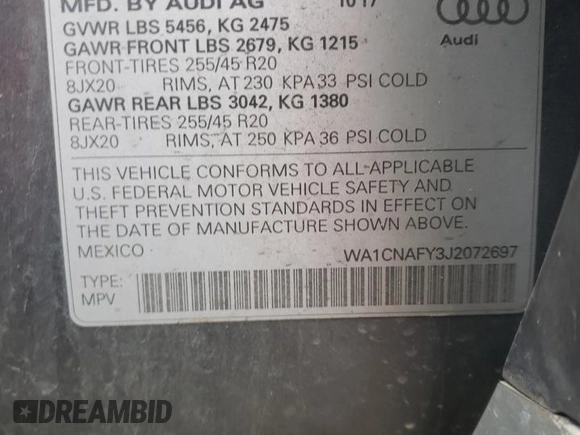 MFD. BY AUDI AG 10 17
GVWR LBS 5456, KG 2475
GAWR FRONT LBS 2679, KG 1215
FRONT-TIRES 255/45 R20
8JX20 RIMS, AT 230 KPA 33 PSI COLD
GAWR REAR LBS 3042, KG 1380
REAR-TIRES 255/45 R20
8JX20 RIMS, AT 250 KPA 36 PSI COLD
Audi
THIS VEHICLE CONFORMS TO ALL-APPLICABLE
U.S. FEDERAL MOTOR VEHICLE SAFETY AND
THEFT PREVENTION STANDARDS IN EFFECT ON
THE DATE OF MANUFACTURE SHOWN ABOVE.
MEXICO WA1CNAFY3J2072697
TYPE:
MPV
DREAMBID